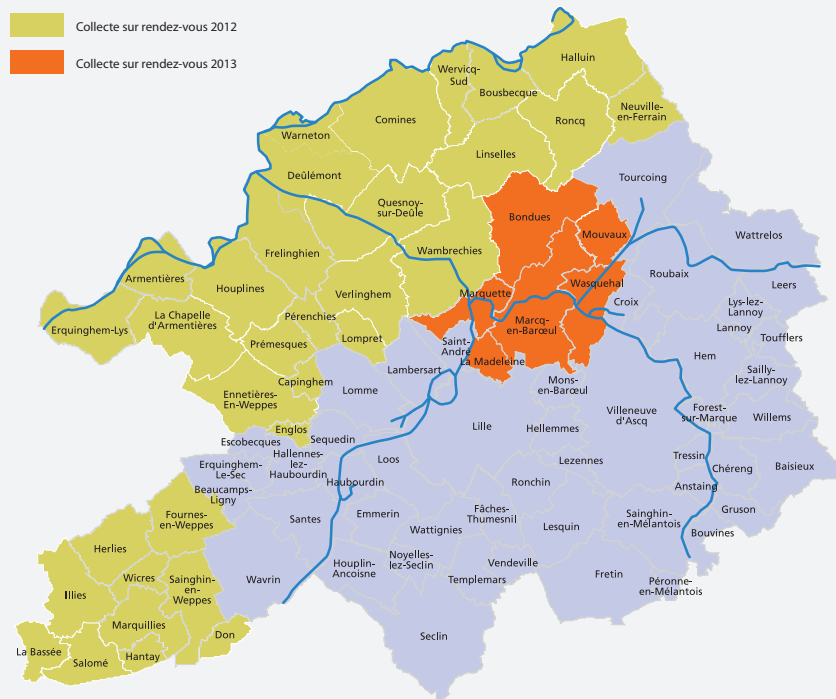 Collecte sur rendez-vous 2012
Collecte sur rendez-vous 2013
Halluin
Wervicq-
Sud
Bousbecque
Neuville-
en-Ferrain
Roncq
Comines
Warneton
Linselles
Deûlémont
Tourcoing
Quesnoy-
sur-Deûle
Bondues
Mouvaux
Wattrelos
Wambrechies
Frelinghien
Armentières
Houplines
Verlinghem
Marquette
Wasquehal
Roubaix
Leers
Croix
Lys-lez-
Lannoy
La Chapelle
d'Armentières
Pérenchies
Erquinghem-Lys
Marcq-
en-Barœul
Lannoy
Toufflers
Prémesques
Lompret
Saint-
André
La Madeleine
Hem
Sailly-
lez-Lannoy
Lambersart
Capinghem
Lomme
Mons-
en-Barœul
Ennetières-
En-Weppes
Villeneuve
d'Ascq
Forest-
sur-Marque
Willems
Englos
Lille
Hellemmes
Escobecques
Sequedin
Hallennes-
lez-
Haubourdin
Loos
Lezennes
Tressin
Chéreng
Baisieux
Erquinghem-
Le-Sec
Haubourdin
Ronchin
Anstaing
Beaucamps-
Ligny
Gruson
Fournes-
en-Weppes
Santes
Emmerin
Fâches-
Thumesnil
Sainghin-
en-Mélantois
Wattignies
Lesquin
Bouvines
Herlies
Noyelles-
lez-Seclin
Houplin-
Ancoisne
Vendeville
Wicres
Sainghin-
en-
Weppes
Wavrin
Templemars
Fretin
Péronne-
en-Mélantois
Illies
Marquillies
Seclin
Don
La Bassée
Hantay
Salomé